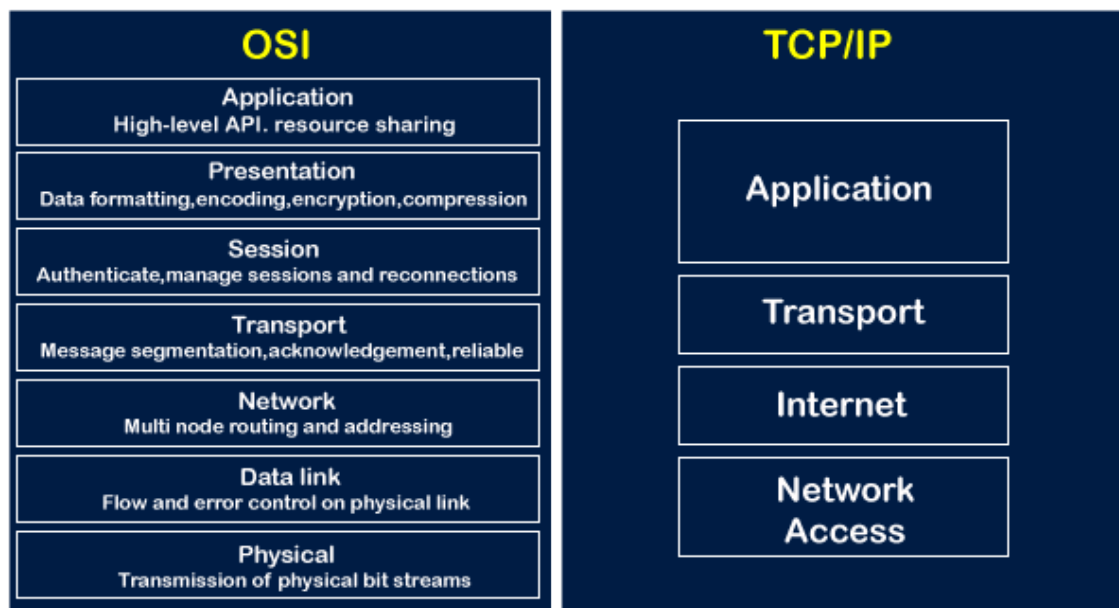 OSI
Application
High-level API. resource sharing
Presentation
Data formatting,encoding,encryption,compression
Session
Authenticate,manage sessions and reconnections
Transport
Message segmentation,acknowledgement,reliable
Network
Multi node routing and addressing
Data link
Flow and error control on physical link
Physical
Transmission of physical bit streams
TCP/IP
Application
Transport
Internet
Network
Access